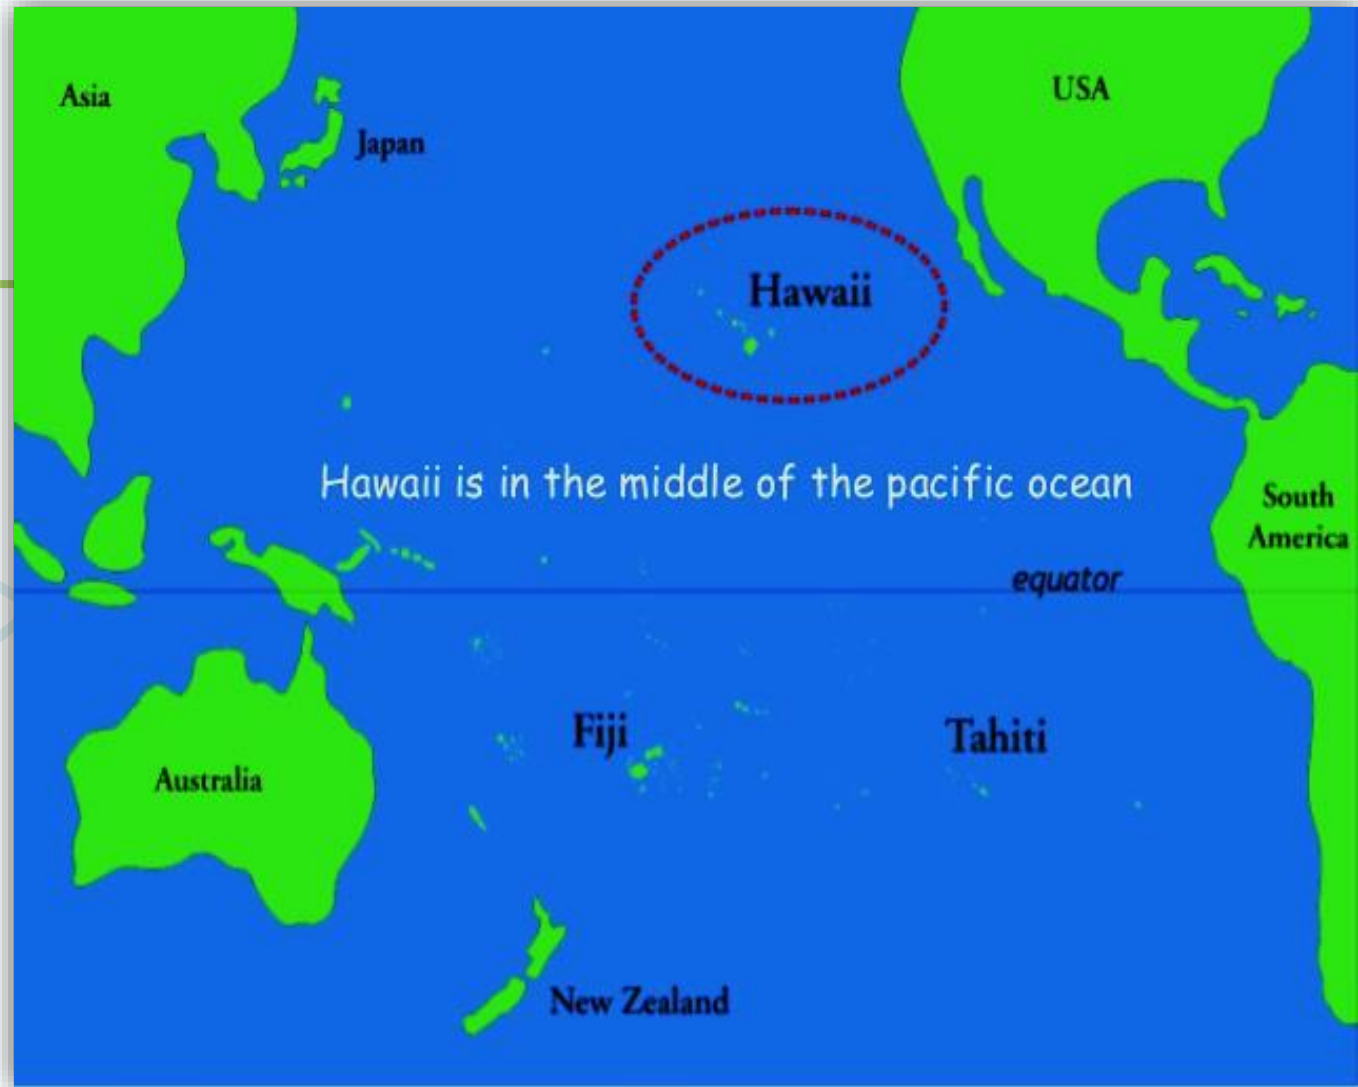 Asia
USA
Japan
Hawaii
Hawaii is in the middle of the pacific ocean
South
America
equator
Fiji
Tahiti
Australia
New Zealand